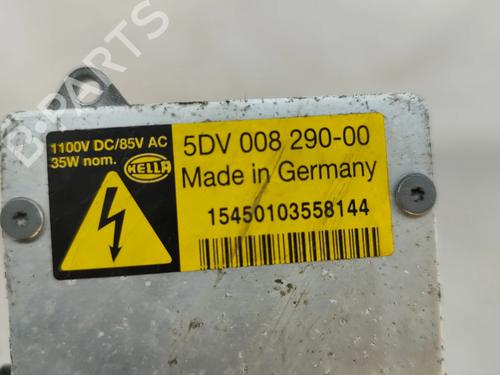 1100V DC/85V AC
35W nom.
HELLA
5DV 008 290-00
Made in Germany
15450103558144
B-PARTS